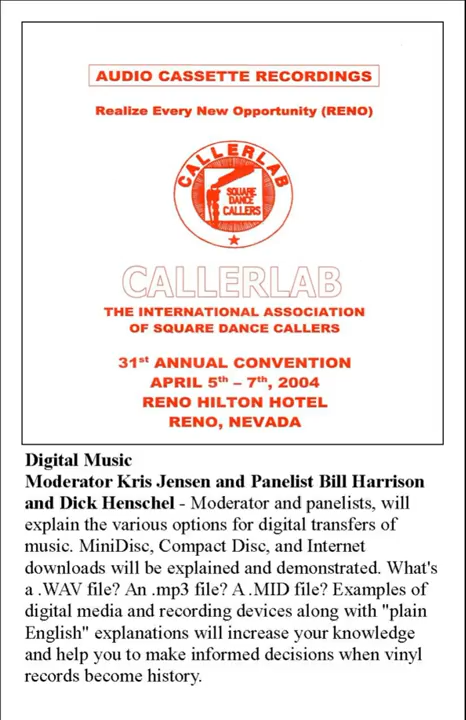 AUDIO CASSETTE RECORDINGS
Realize Every New Opportunity (RENO)
CALLERLAB
SQUARE
DANCE
CALLERS
CALLERLAB
THE INTERNATIONAL ASSOCIATION
OF SQUARE DANCE CALLERS
31st ANNUAL CONVENTION
APRIL 5th – 7th, 2004
RENO HILTON HOTEL
RENO, NEVADA
Digital Music
Moderator Kris Jensen and Panelist Bill Harrison
and Dick Henschel - Moderator and panelists, will
explain the various options for digital transfers of
music. MiniDisc, Compact Disc, and Internet
downloads will be explained and demonstrated. What's
a .WAV file? An .mp3 file? A .MID file? Examples of
digital media and recording devices along with "plain
English" explanations will increase your knowledge
and help you to make informed decisions when vinyl
records become history.